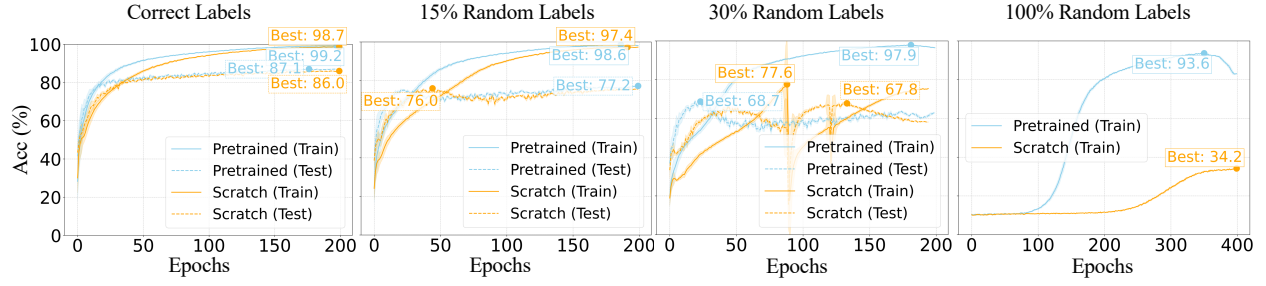 Correct Labels
15% Random Labels
30% Random Labels
100% Random Labels
Acc (%)
100
80
60
40
20
0
Best: 98.7
Best: 99.2
Best: 87.1
Best: 86.0
Pretrained (Train)
Pretrained (Test)
Scratch (Train)
Scratch (Test)
0
50
100
150
200
Epochs
Best: 97.4
Best: 98.6
Best: 77.2
Best: 76.0
Pretrained (Train)
Pretrained (Test)
Scratch (Train)
Scratch (Test)
0
50
100
150
200
Epochs
Best: 97.9
Best: 77.6
Best: 67.8
Best: 68.7
Pretrained (Train)
Pretrained (Test)
Scratch (Train)
Scratch (Test)
0
50
100
150
200
Epochs
Best: 93.6
Pretrained (Train)
Scratch (Train)
Best: 34.2
0
100
200
300
400
Epochs